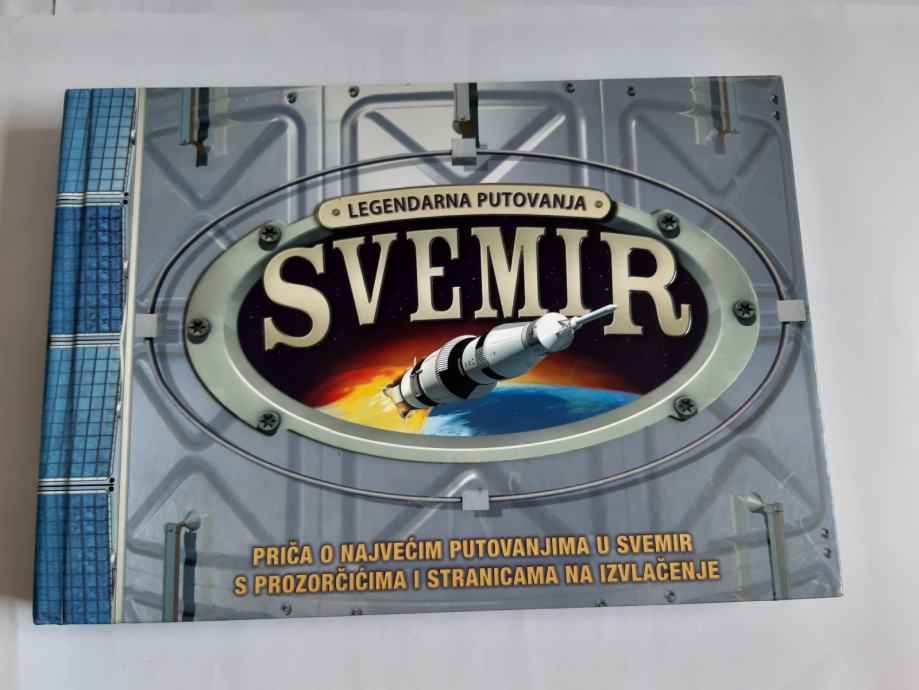 LEGENDARNA PUTOVANJA
SVEMIR
PRIČA O NAJVEĆIM PUTOVANJIMA U SVEMIR
S PROZORČIĆIMA I STRANICAMA NA IZVLAČENJE